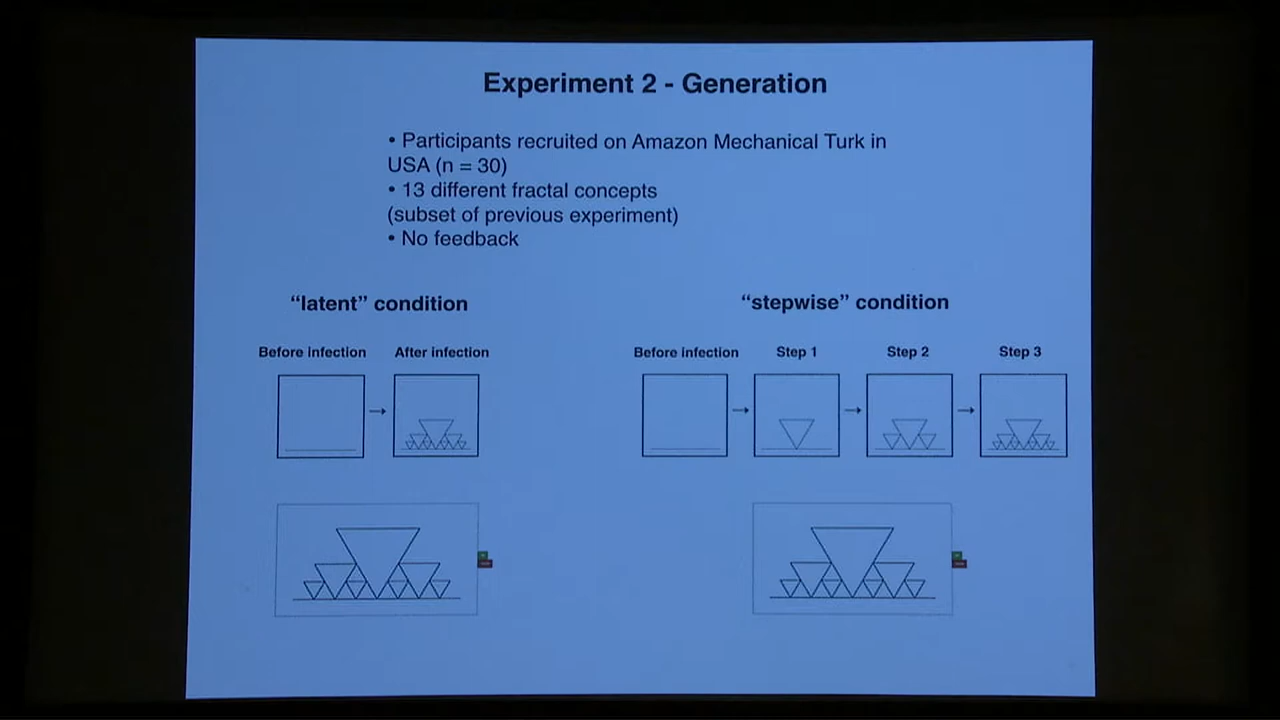 Experiment 2 - Generation
• Participants recruited on Amazon Mechanical Turk in
USA (n = 30)
• 13 different fractal concepts
(subset of previous experiment)
• No feedback
“latent” condition
“stepwise” condition
Before infection After infection
Before infection Step 1 Step 2 Step 3